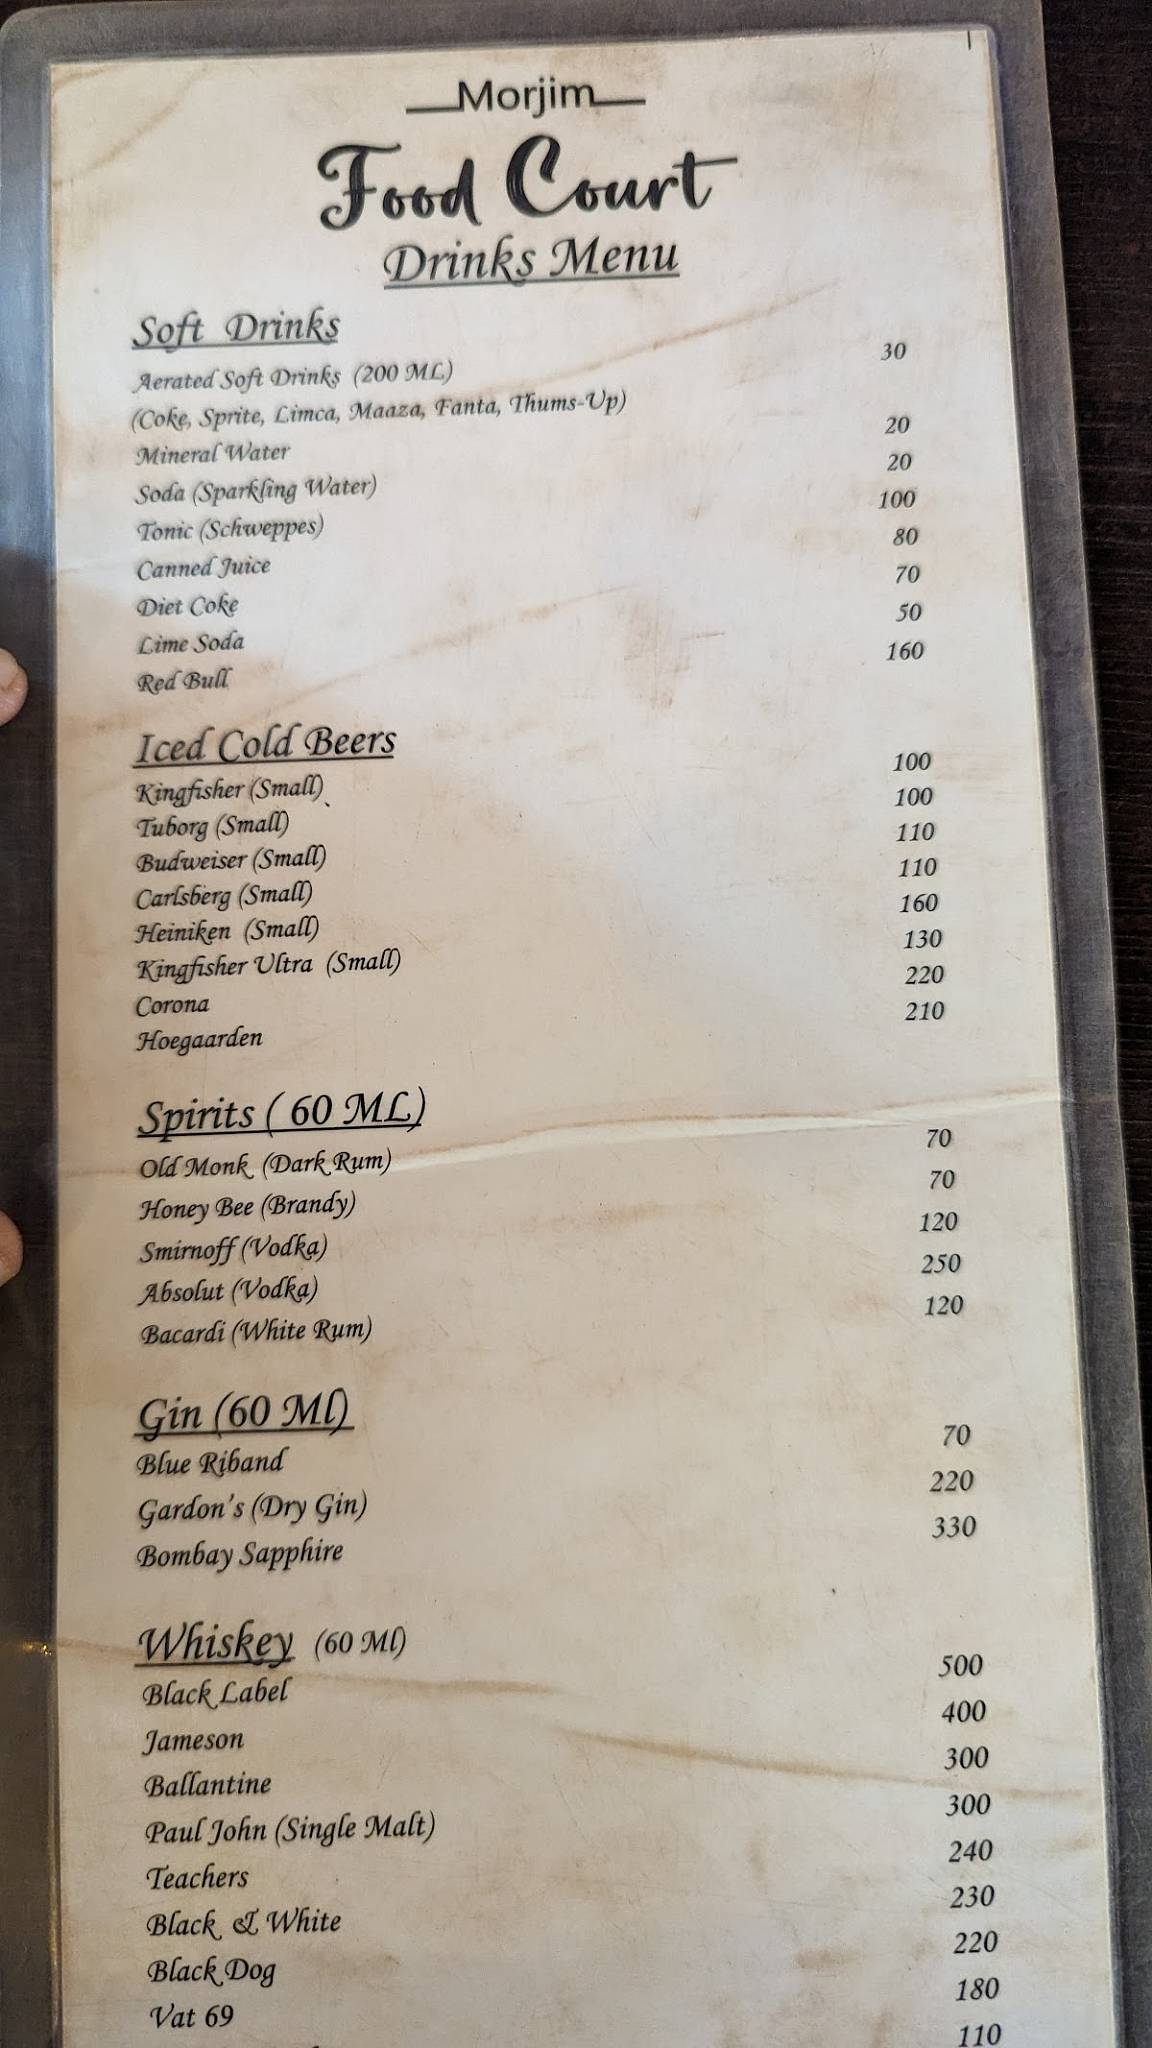 Morjim
Food Court
Drinks Menu
Soft Drinks
Aerated Soft Drinks (200 ML) 30
(Coke, Sprite, Limca, Maaza, Fanta, Thums-Up)
Mineral Water 20
Soda (Sparkling Water) 20
Tonic (Schweppes) 100
Canned Juice 80
Diet Coke 70
Lime Soda 50
Red Bull 160
Iced Cold Beers
Kingfisher (Small) 100
Tuborg (Small) 100
Budweiser (Small) 110
Carlsberg (Small) 110
Heiniken (Small) 160
Kingfisher Ultra (Small) 130
Corona 220
Hoegaarden 210
Spirits ( 60 ML)
Old Monk (Dark Rum) 70
Honey Bee (Brandy) 70
Smirnoff (Vodka) 120
Absolut (Vodka) 250
Bacardi (White Rum) 120
Gin (60 Ml)
Blue Riband 70
Gardon's (Dry Gin) 220
Bombay Sapphire 330
Whiskey (60 Ml)
Black Label 500
Jameson 400
Ballantine 300
Paul John (Single Malt) 300
Teachers 240
Black & White 230
Black Dog 220
Vat 69 180
110